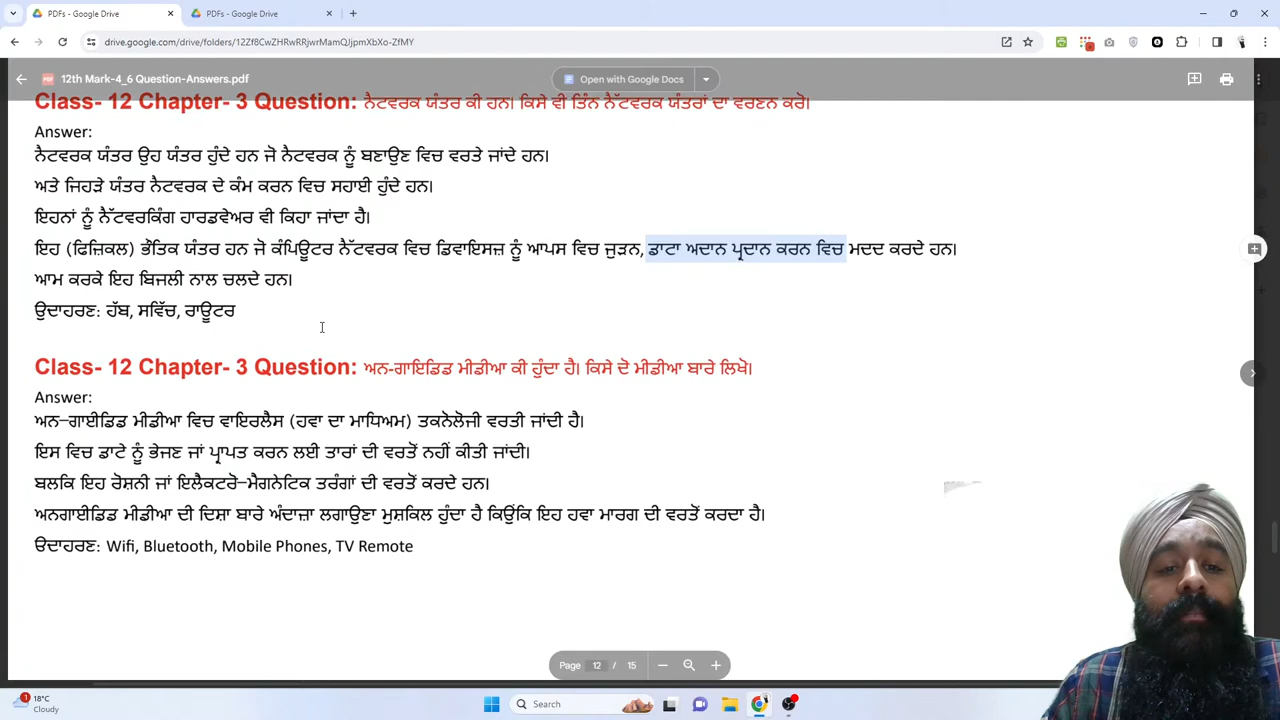 PDFs - Google Drive
PDFs - Google Drive
drive.google.com/drive/folders/12Zf8CwZHRwRRjwrMamQJjpmXbXo-ZfMY
12th Mark-4_6 Question-Answers.pdf
Open with Google Docs
Class- 12 Chapter- 3 Question: ਨੈਟਵਰਕ ਯੰਤਰ ਕੀ ਹਨ। ਕਿਸੇ ਵੀ ਤਿੰਨ ਨੈੱਟਵਰਕ ਯੰਤਰਾਂ ਦਾ ਵਰਣਨ ਕਰੋ।
Answer:
ਨੈਟਵਰਕ ਯੰਤਰ ਉਹ ਯੰਤਰ ਹੁੰਦੇ ਹਨ ਜੋ ਨੈਟਵਰਕ ਨੂੰ ਬਣਾਉਣ ਵਿਚ ਵਰਤੇ ਜਾਂਦੇ ਹਨ।
ਅਤੇ ਜਿਹੜੇ ਯੰਤਰ ਨੈਟਵਰਕ ਦੇ ਕੰਮ ਕਰਨ ਵਿਚ ਸਹਾਈ ਹੁੰਦੇ ਹਨ।
ਇਹਨਾਂ ਨੂੰ ਨੈੱਟਵਰਕਿੰਗ ਹਾਰਡਵੇਅਰ ਵੀ ਕਿਹਾ ਜਾਂਦਾ ਹੈ।
ਇਹ (ਫਿਜ਼ਿਕਲ) ਭੌਤਿਕ ਯੰਤਰ ਹਨ ਜੋ ਕੰਪਿਊਟਰ ਨੈੱਟਵਰਕ ਵਿਚ ਡਿਵਾਇਸਜ਼ ਨੂੰ ਆਪਸ ਵਿਚ ਜੁੜਨ, ਡਾਟਾ ਅਦਾਨ ਪ੍ਰਦਾਨ ਕਰਨ ਵਿਚ ਮਦਦ ਕਰਦੇ ਹਨ।
ਆਮ ਕਰਕੇ ਇਹ ਬਿਜਲੀ ਨਾਲ ਚਲਦੇ ਹਨ।
ਉਦਾਹਰਣ: ਹੱਬ, ਸਵਿੱਚ, ਰਾਊਟਰ
Class- 12 Chapter- 3 Question: ਅਨ-ਗਾਇਡਿਡ ਮੀਡੀਆ ਕੀ ਹੁੰਦਾ ਹੈ। ਕਿਸੇ ਦੋ ਮੀਡੀਆ ਬਾਰੇ ਲਿਖੋ।
Answer:
ਅਨ–ਗਾਈਡਿਡ ਮੀਡੀਆ ਵਿਚ ਵਾਇਰਲੈਸ (ਹਵਾ ਦਾ ਮਾਧਿਅਮ) ਤਕਨੋਲੋਜੀ ਵਰਤੀ ਜਾਂਦੀ ਹੈ।
ਇਸ ਵਿਚ ਡਾਟੇ ਨੂੰ ਭੇਜਣ ਜਾਂ ਪ੍ਰਾਪਤ ਕਰਨ ਲਈ ਤਾਰਾਂ ਦੀ ਵਰਤੋਂ ਨਹੀਂ ਕੀਤੀ ਜਾਂਦੀ।
ਬਲਕਿ ਇਹ ਰੋਸ਼ਨੀ ਜਾਂ ਇਲੈਕਟਰੋ–ਮੈਗਨੇਟਿਕ ਤਰੰਗਾਂ ਦੀ ਵਰਤੋਂ ਕਰਦੇ ਹਨ।
ਅਨਗਾਈਡਿਡ ਮੀਡੀਆ ਦੀ ਦਿਸ਼ਾ ਬਾਰੇ ਅੰਦਾਜ਼ਾ ਲਗਾਉਣਾ ਮੁਸ਼ਕਿਲ ਹੁੰਦਾ ਹੈ ਕਿਉਂਕਿ ਇਹ ਹਵਾ ਮਾਰਗ ਦੀ ਵਰਤੋਂ ਕਰਦਾ ਹੈ।
ੳਦਾਹਰਣ: Wifi, Bluetooth, Mobile Phones, TV Remote
Page 12 / 15
1
18°C
Cloudy
Search